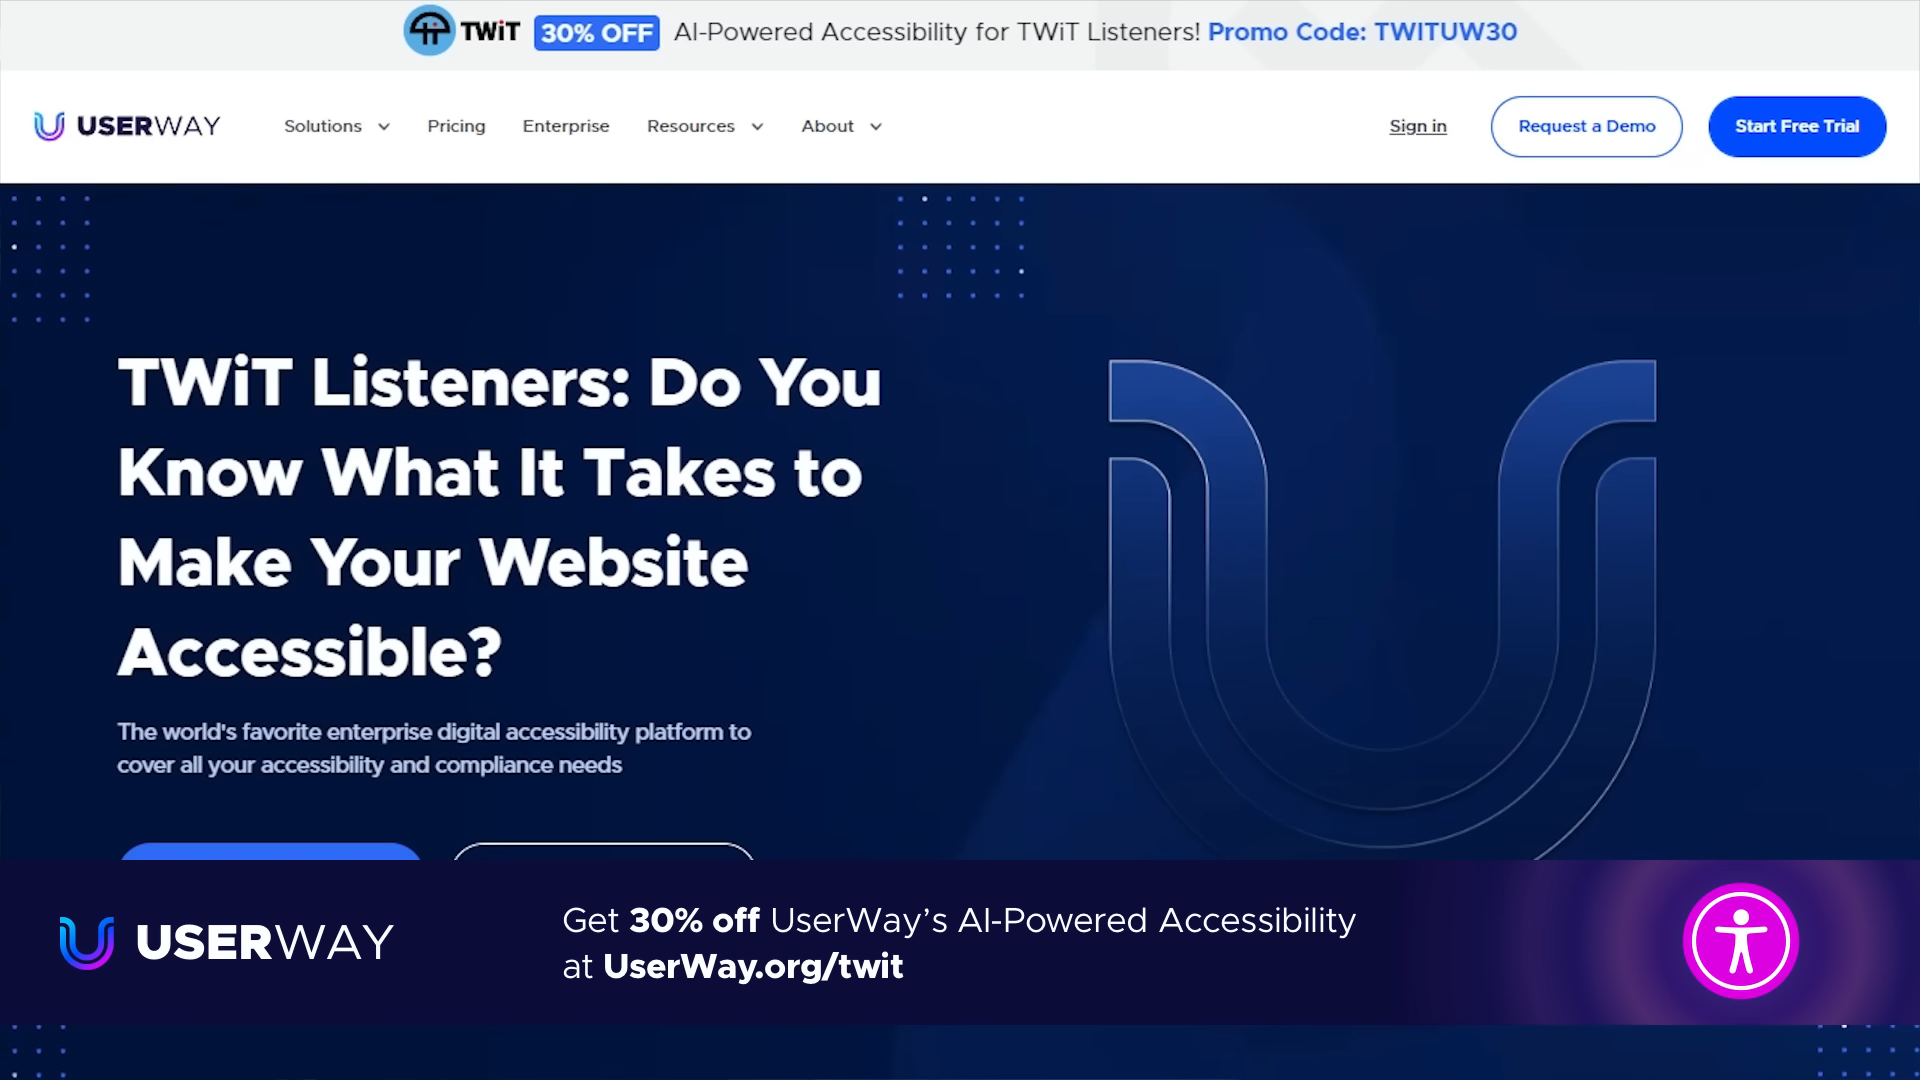 TWiT 30% OFF AI-Powered Accessibility for TWiT Listeners! Promo Code: TWITUW30
USERWAY Solutions Pricing Enterprise Resources About Sign in Request a Demo Start Free Trial
TWiT Listeners: Do You
Know What It Takes to
Make Your Website
Accessible?
The world's favorite enterprise digital accessibility platform to
cover all your accessibility and compliance needs
USERWAY
Get 30% off UserWay’s AI-Powered Accessibility
at UserWay.org/twit